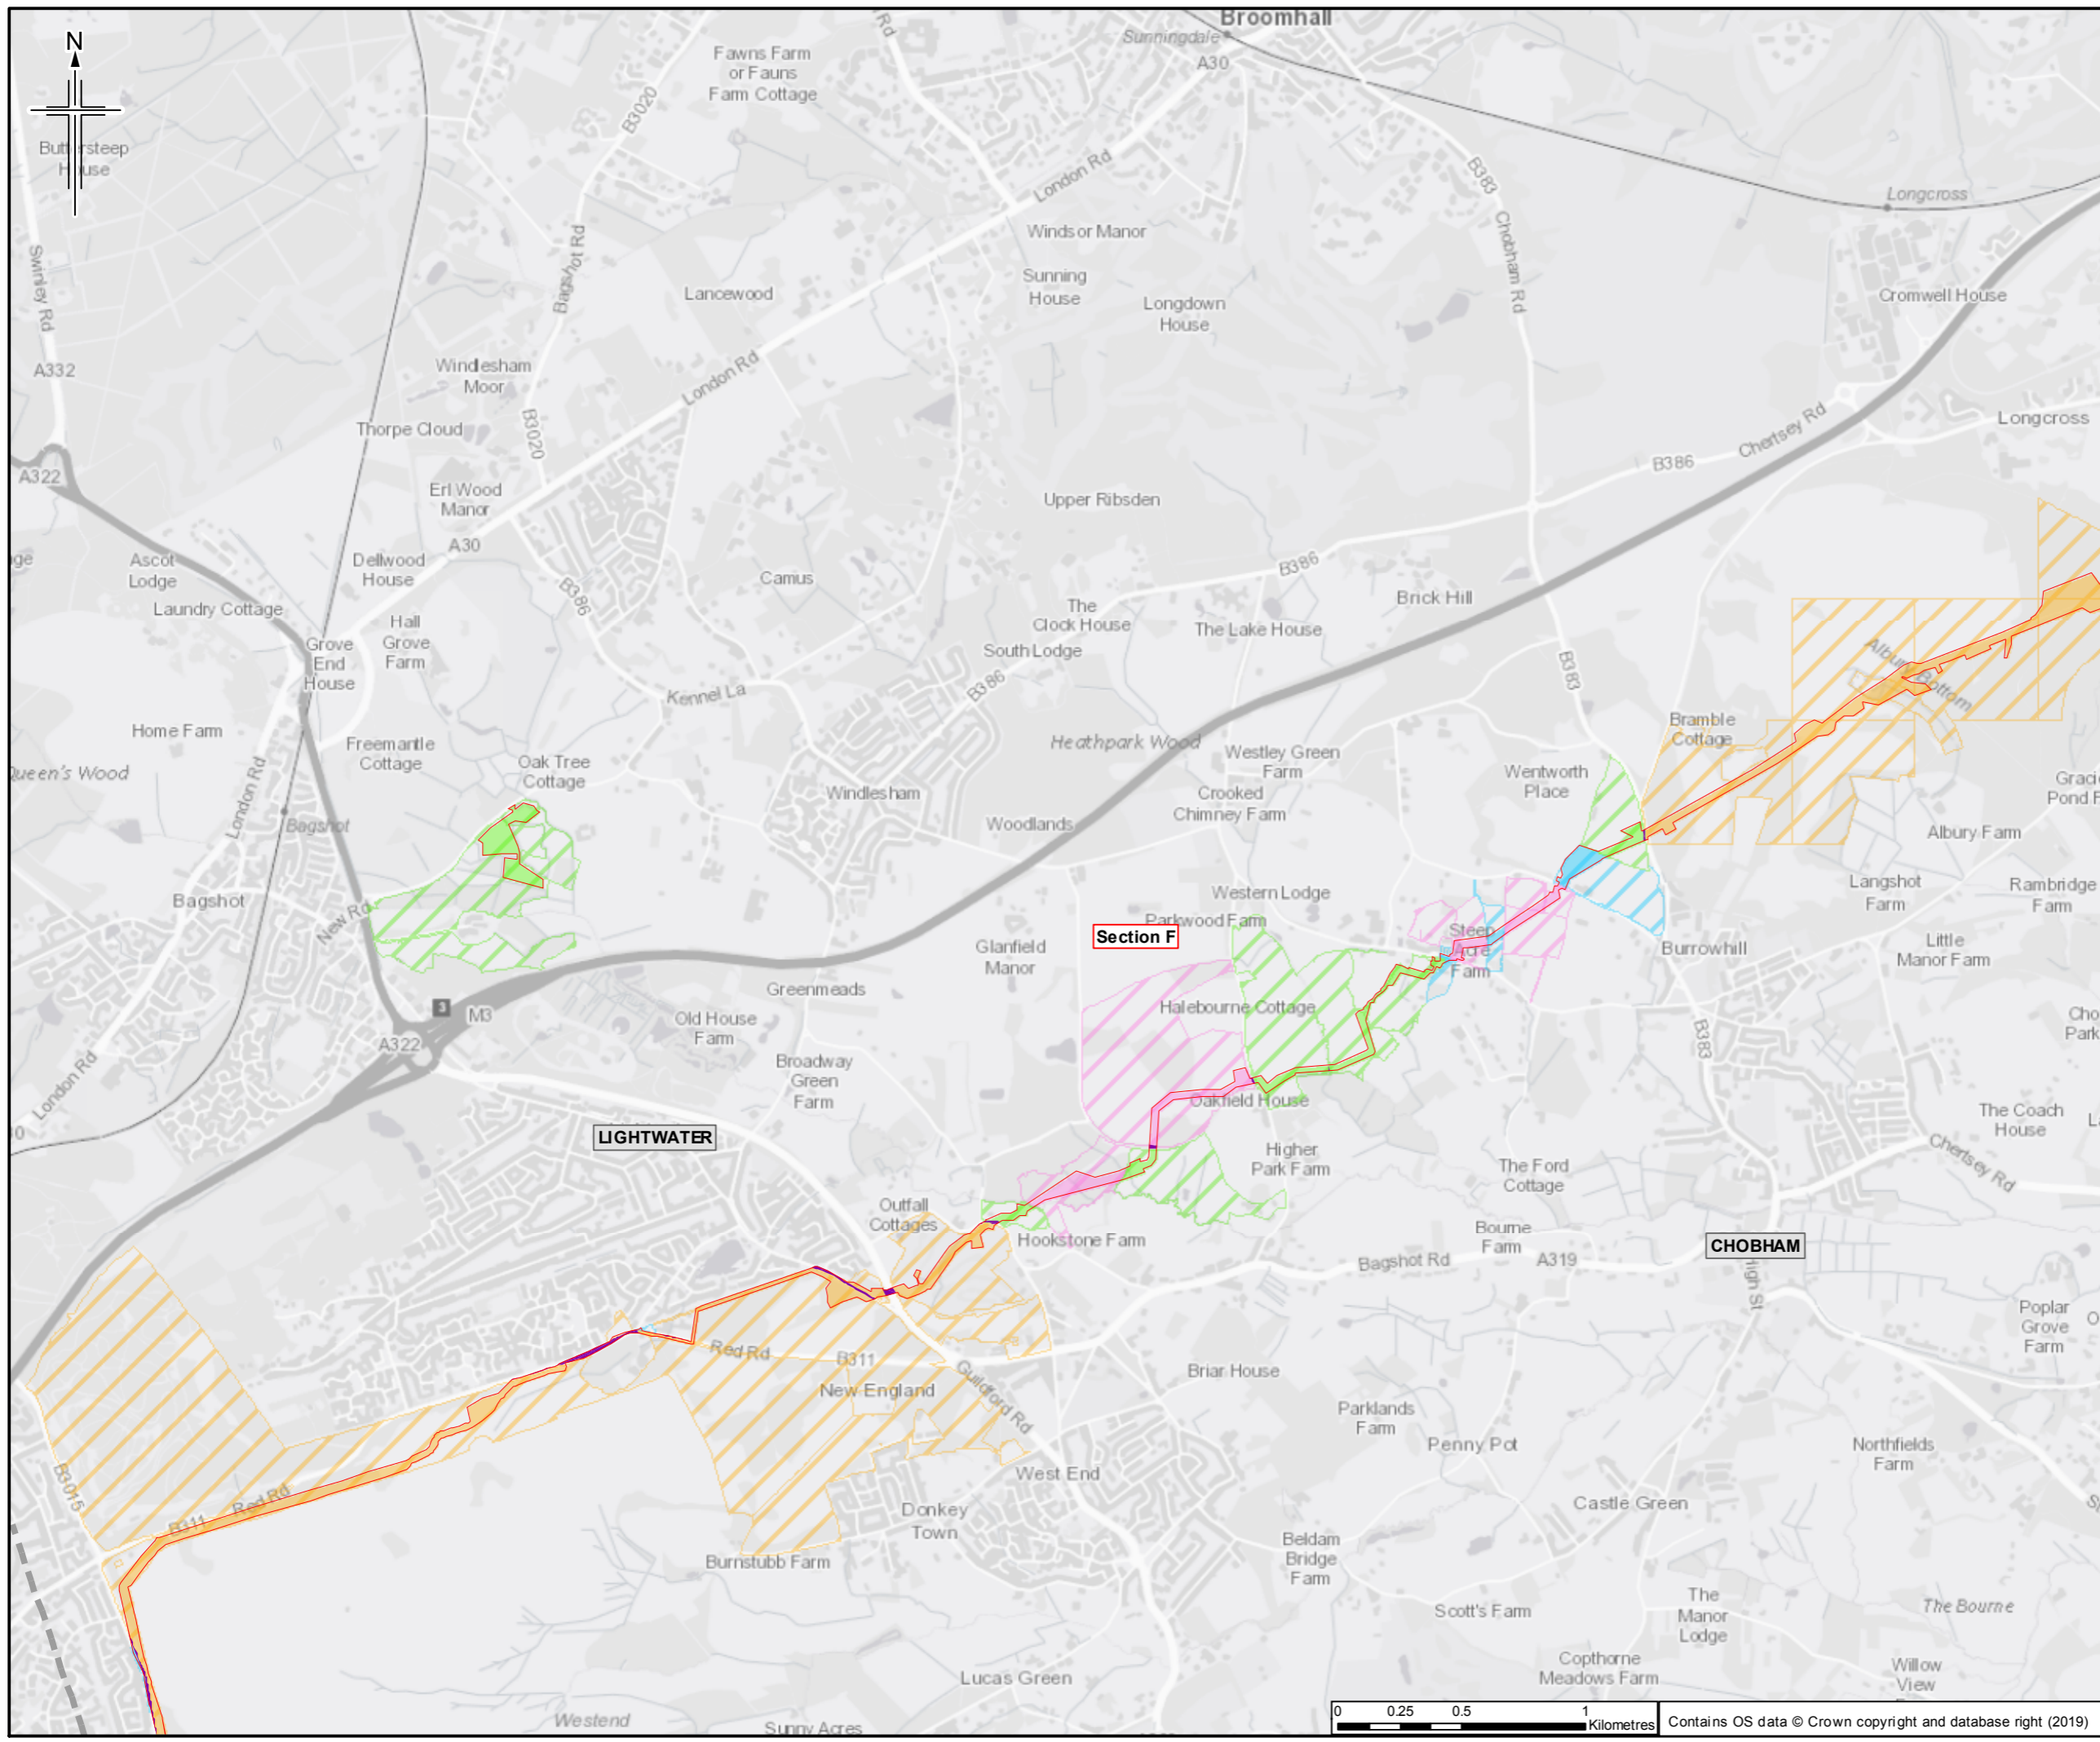 Broomhall
Sunningdale
N
Rd
A30
Fawns Farm
or Fauns
Farm Cottage
B3020
Buttersteep
House
London Rd
B383
Longcross
Swinley Rd
Bagshot Rd
Windsor Manor
Chobham Rd
Sunning
House
Lancewood
Longdown
House
Cromwell House
A332
Windlesham
Moor
London Rd
Thorpe Cloud
B3020
Chertsey Rd
Longcross
B386
A322
Erl Wood
Manor
Upper Ribsden
A30
Ascot
Lodge
Dellwood
House
Camus
B386
B386
Brick Hill
Laundry Cottage
The
Clock House
Hall
Grove
Farm
The Lake House
Grove
End
House
South Lodge
B386
Kennel La
B383
Albury Bottom
Home Farm
Freemantle
Cottage
Heathpark Wood
Bramble
Cottage
Queen's Wood
Oak Tree
Cottage
Westley Green
Farm
Wentworth
Place
London Rd
Windlesham
Crooked
Chimney Farm
Bagshot
Woodlands
Albury Farm
Bagshot
New Rd
Western Lodge
Langshot
Farm
Rambridge
Farm
Parkwood Farm
Section F
Glanfield
Manor
Steep
Acre
Farm
Burrowhill
Little
Manor Farm
Greenmeads
3
M3
Halebourne Cottage
Old House
Farm
A322
B383
London Rd
Broadway
Green
Farm
Oakfield House
The Coach
House
LIGHTWATER
Higher
Park Farm
Chertsey Rd
The Ford
Cottage
Outfall
Cottages
Hookstone Farm
Bourne
Farm
CHOBHAM
Bagshot Rd
A319
High St
Poplar
Grove
Farm
Red Rd
B311
Guildford Rd
Briar House
New England
Parklands
Farm
Penny Pot
Northfields
Farm
B3015
West End
Red Rd
B311
Donkey
Town
Castle Green
Burnstubb Farm
Beldam
Bridge
Farm
The
Manor
Lodge
Scott's Farm
The Bourne
Copthorne
Meadows Farm
Willow
View
Lucas Green
Westend
Sunny Acres
0 0.25 0.5 1
Kilometres
Contains OS data © Crown copyright and database right (2019)